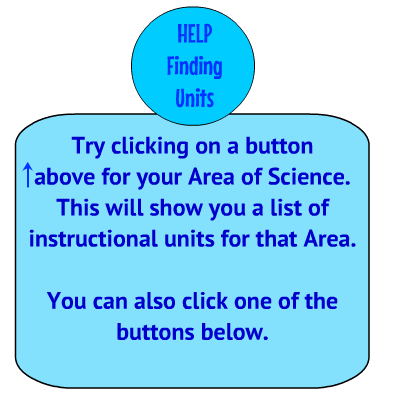 HELP
Finding
Units
Try clicking on a button
↑above for your Area of Science.
This will show you a list of
instructional units for that Area.
You can also click one of the
buttons below.